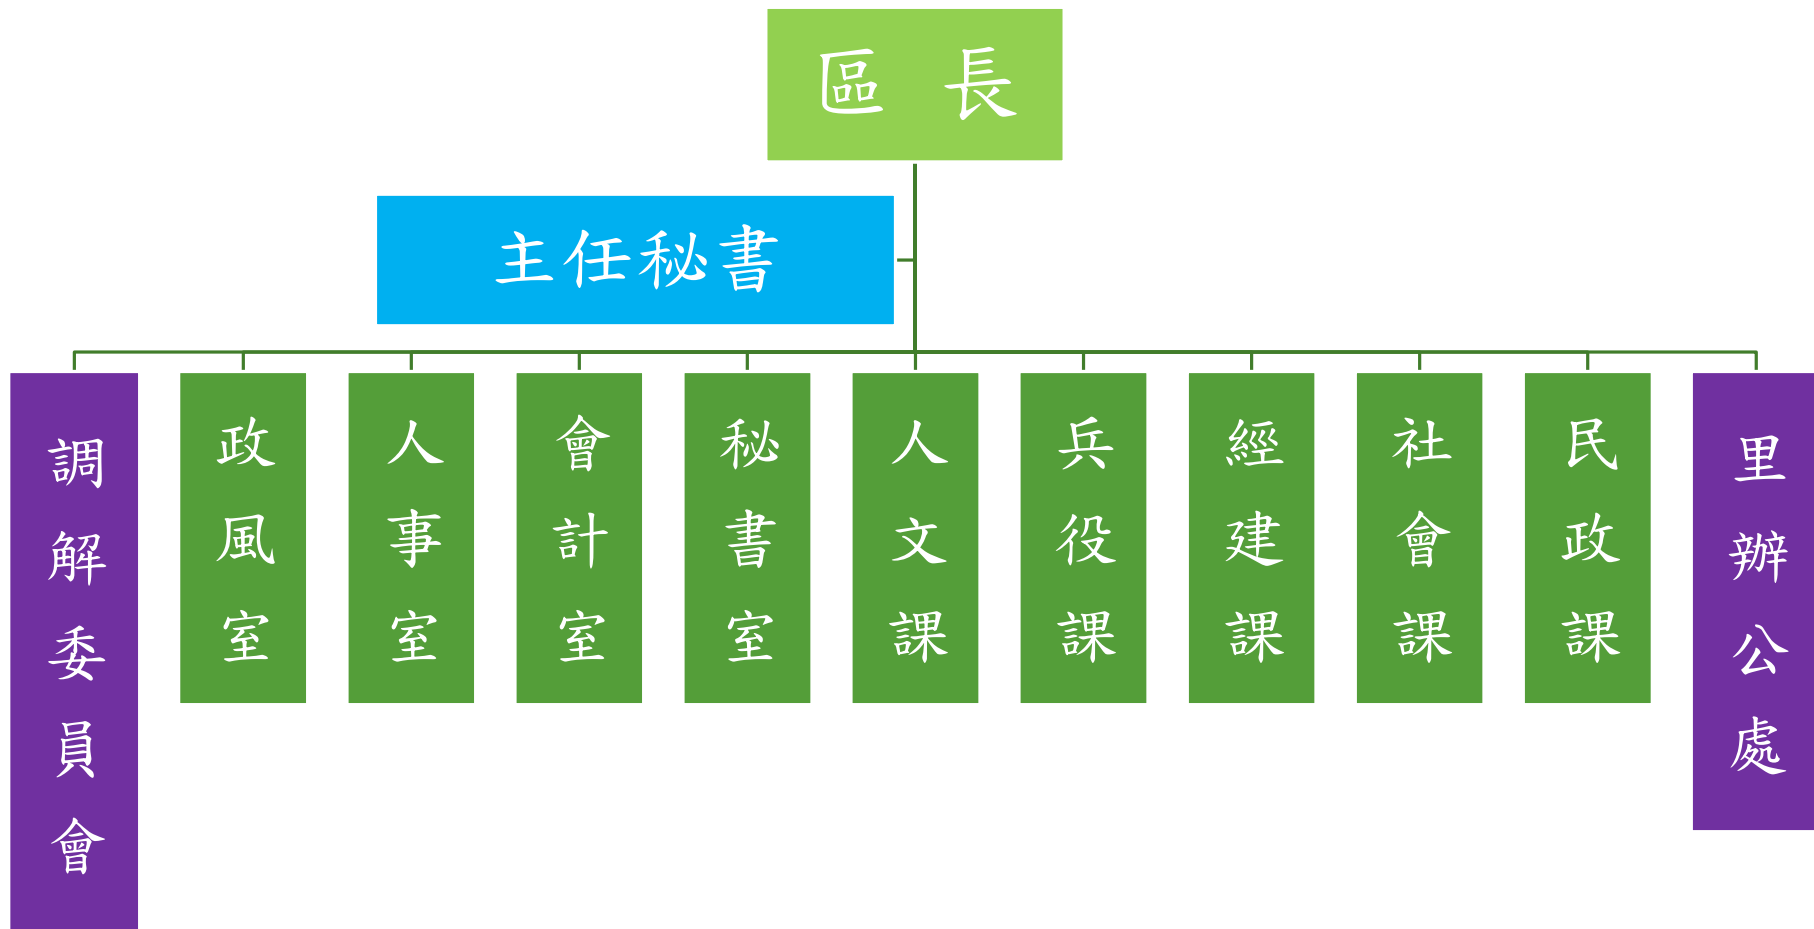 區 長
主任秘書
調解委員會
政風室
人事室
會計室
秘書室
人文課
兵役課
經建課
社會課
民政課
里辦公處